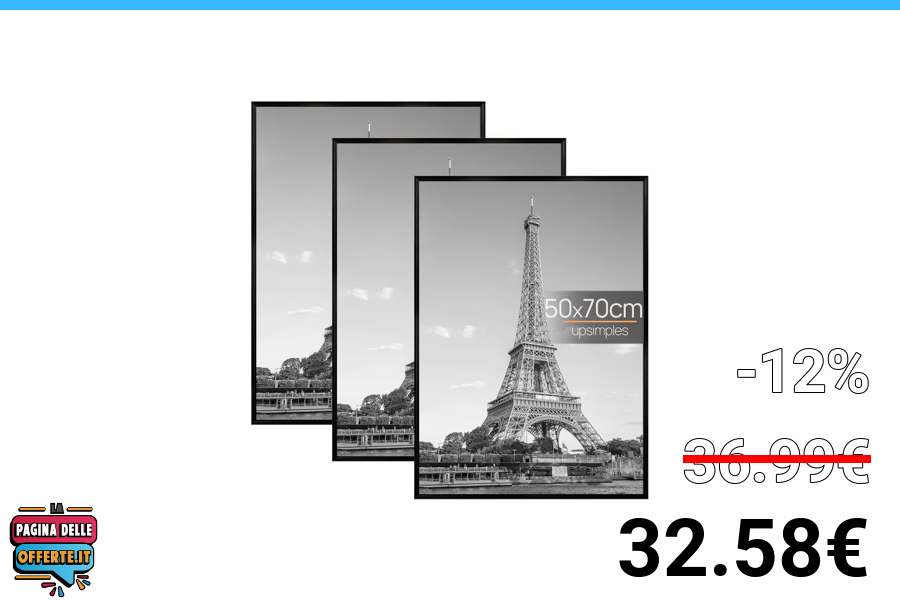 50x70cm
upsimples
-12%
36.99€
32.58€
LA
PAGINA DELLE
OFFERTE.IT